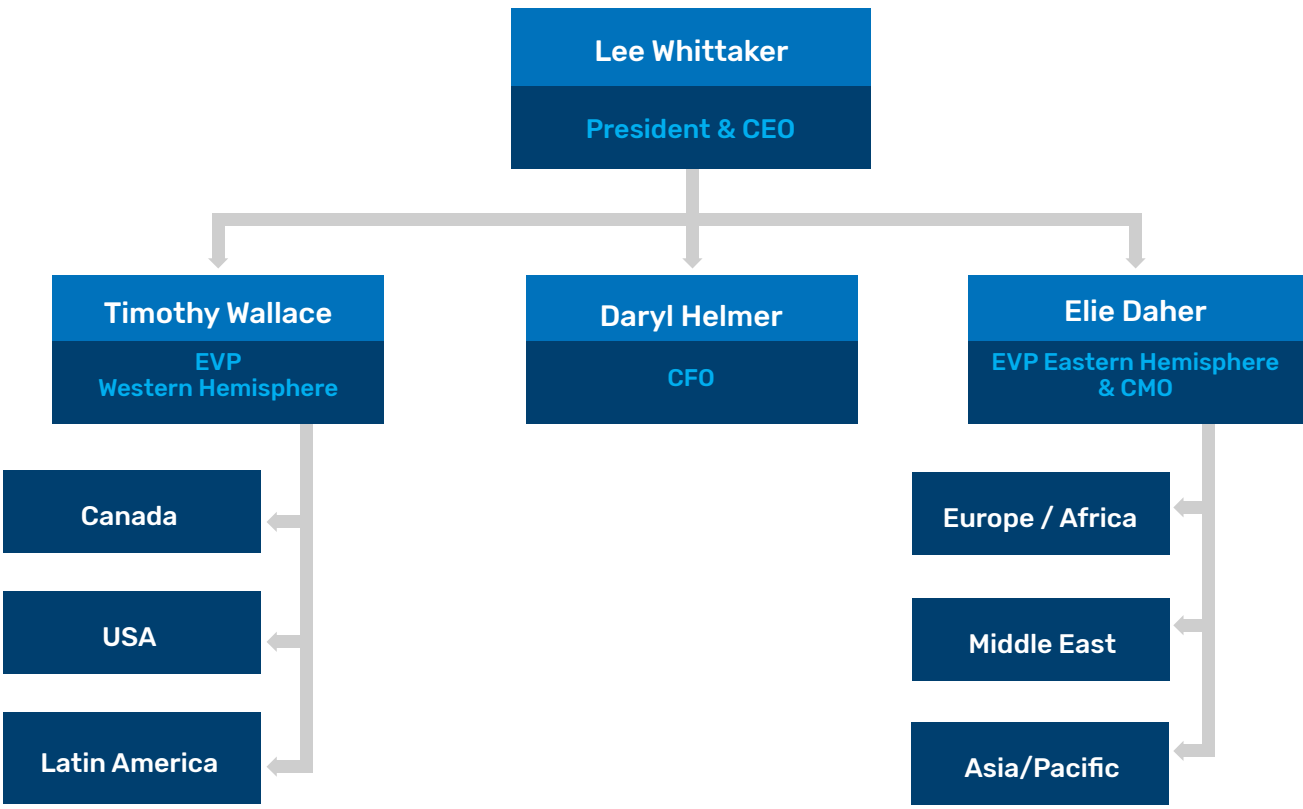 Lee Whittaker
President & CEO
Timothy Wallace
EVP
Western Hemisphere
Daryl Helmer
CFO
Elie Daher
EVP Eastern Hemisphere
& CMO
Canada
USA
Latin America
Europe / Africa
Middle East
Asia/Pacific